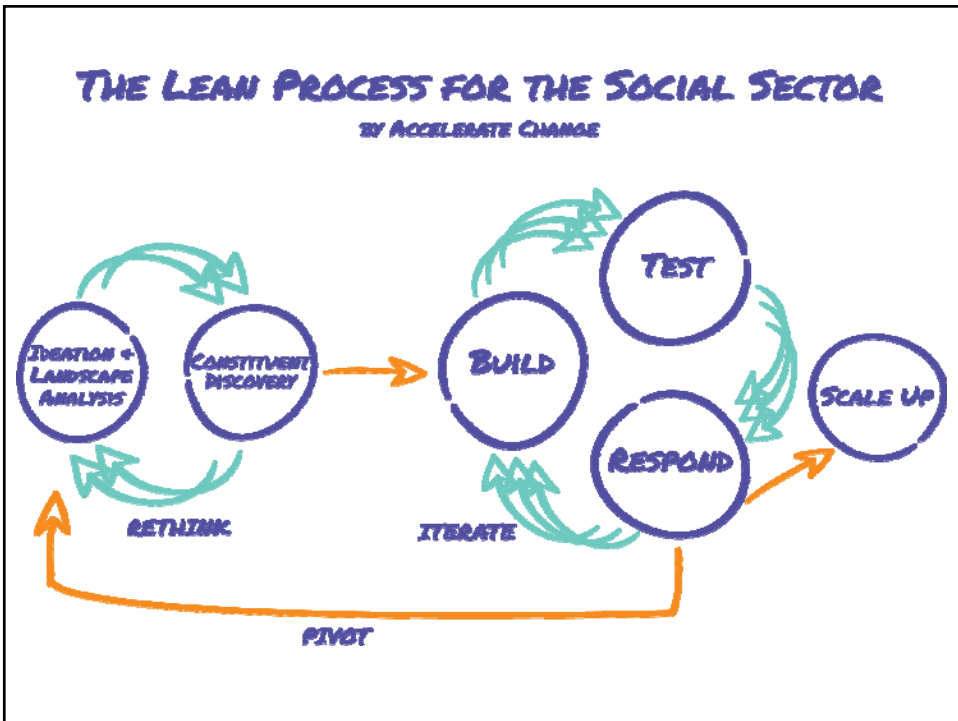 THE LEAN PROCESS FOR THE SOCIAL SECTOR
BY ACCELERATE CHANGE
IDEATION +
LANDSCAPE
ANALYSIS
CONSTITUENT
DISCOVERY
RETHINK
BUILD
TEST
RESPOND
ITERATE
SCALE UP
PIVOT